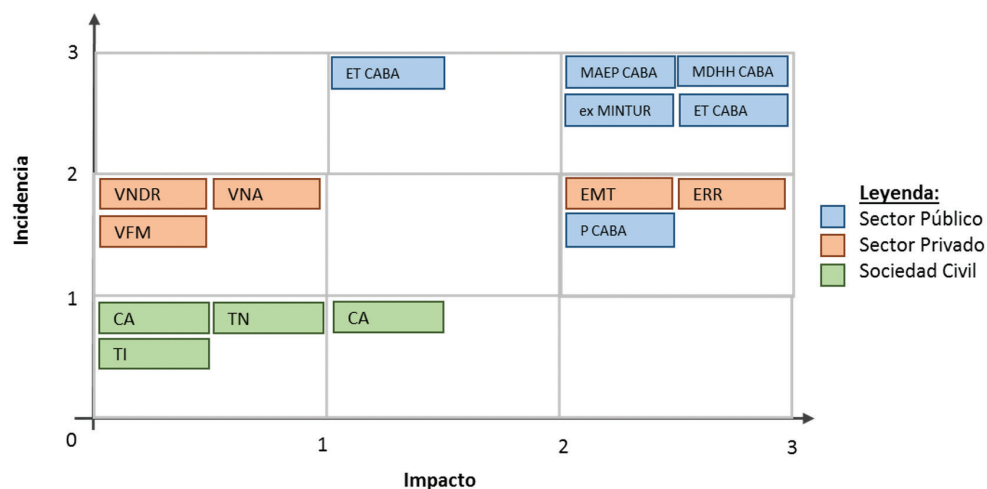 3
ET CABA
MAEP CABA
MDHH CABA
ex MINTUR
ET CABA
2
VNDR
VNA
EMT
ERR
VFM
P CABA
Incidencia
Leyenda:
Sector Público
Sector Privado
Sociedad Civil
1
CA
TN
CA
TI
0
1
2
3
Impacto